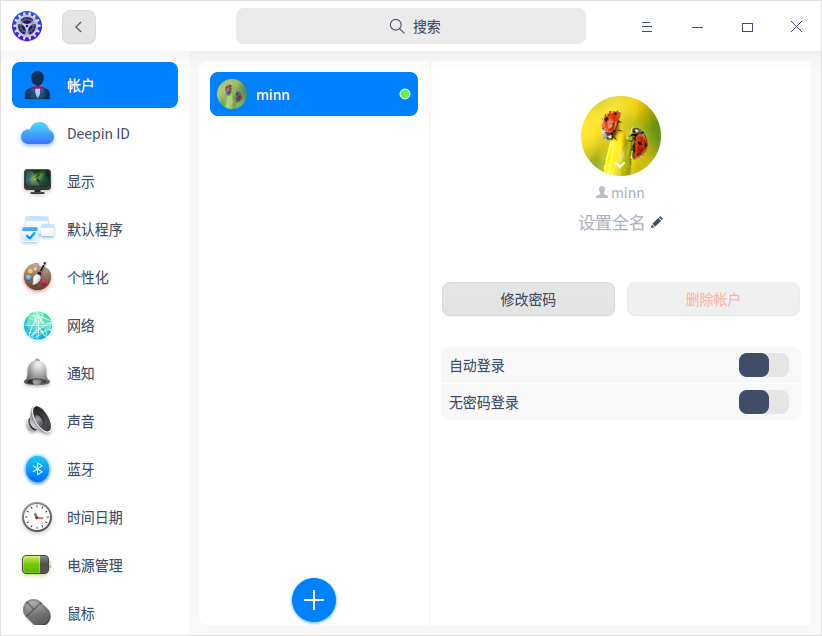 搜索
帐户
Deepin ID
显示
默认程序
个性化
网络
通知
声音
蓝牙
时间日期
电源管理
鼠标
minn
minn
设置全名
修改密码
删除帐户
自动登录
无密码登录